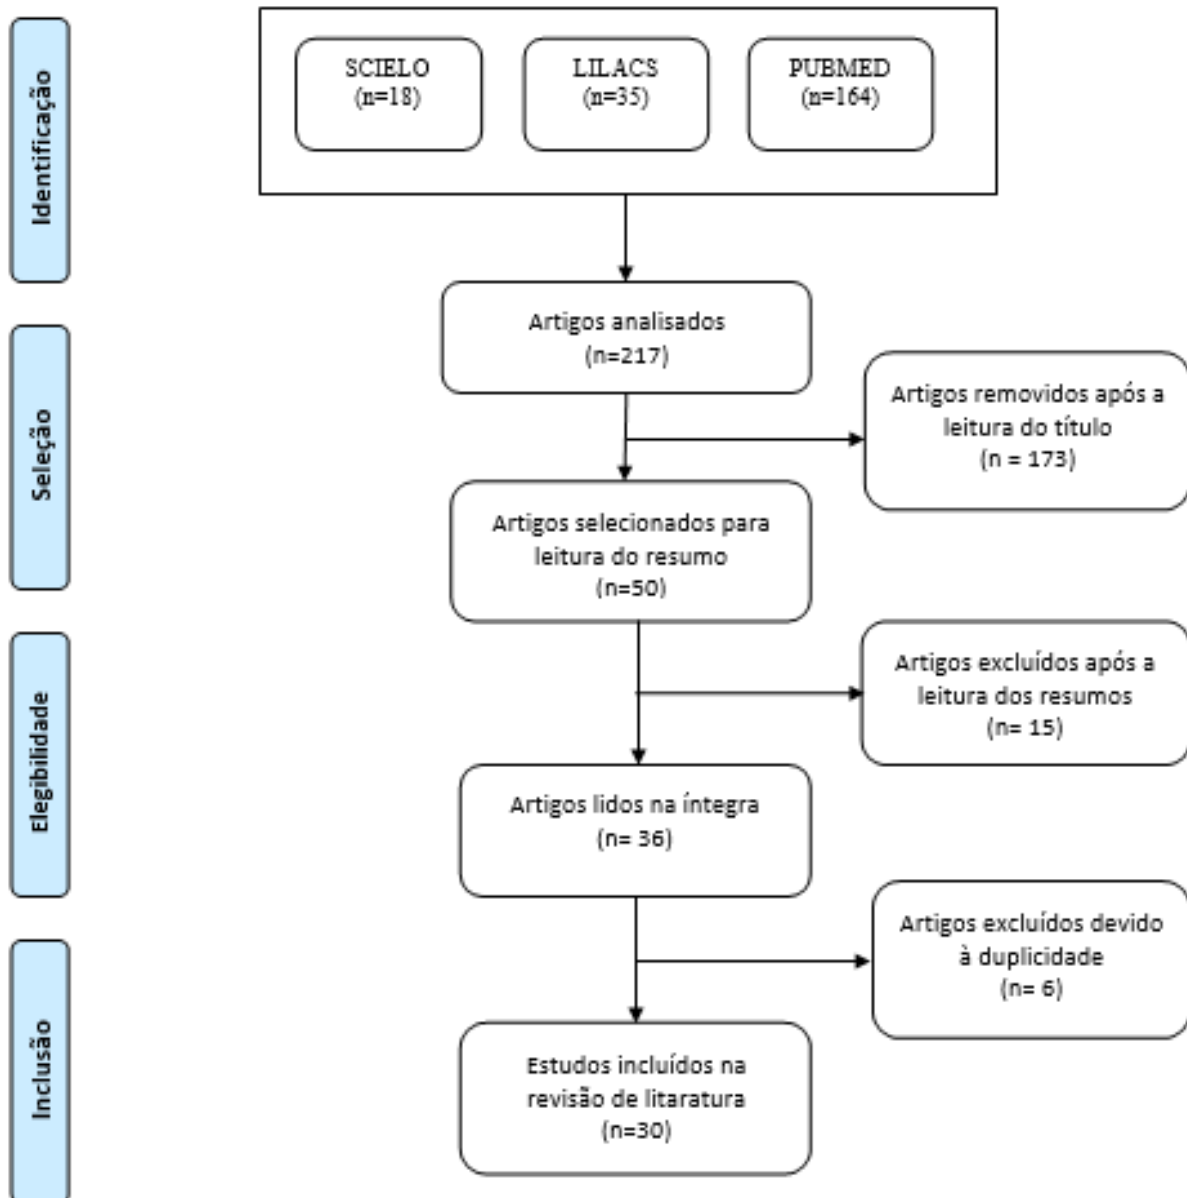 Identificação
SCIELO
(n=18)
LILACS
(n=35)
PUBMED
(n=164)
Artigos analisados
(n=217)
Seleção
Artigos removidos após a
leitura do título
(n = 173)
Artigos selecionados para
leitura do resumo
(n=50)
Elegibilidade
Artigos excluídos após a
leitura dos resumos
(n= 15)
Artigos lidos na íntegra
(n= 36)
Inclusão
Artigos excluídos devido
à duplicidade
(n= 6)
Estudos incluídos na
revisão de litaratura
(n=30)